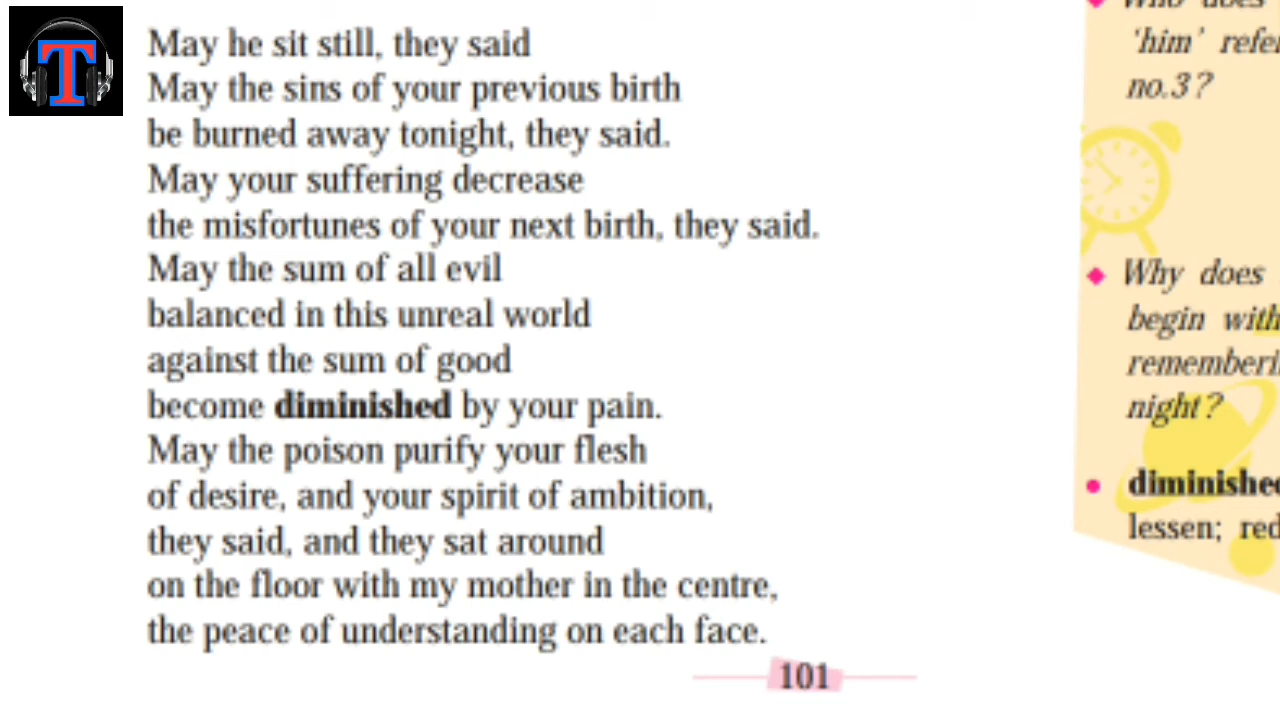 T
May he sit still, they said
May the sins of your previous birth
be burned away tonight, they said.
May your suffering decrease
the misfortunes of your next birth, they said.
May the sum of all evil
balanced in this unreal world
against the sum of good
become diminished by your pain.
May the poison purify your flesh
of desire, and your spirit of ambition,
they said, and they sat around
on the floor with my mother in the centre,
the peace of understanding on each face.
101
Who does
'him' refer
no.3?
Why does
begin with
rememberi
night?
diminished
lessen; red